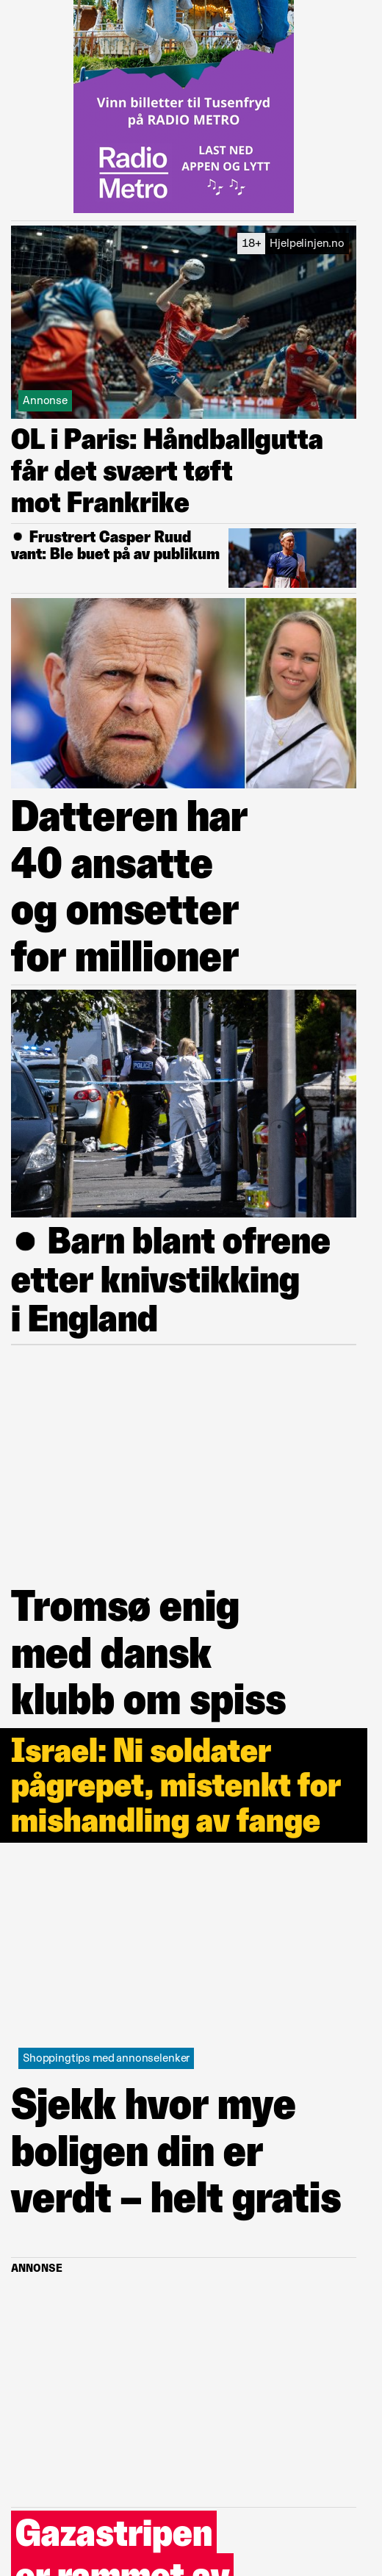 Vinn billetter til Tusenfryd
på RADIO METRO
Radio
Metro
LAST NED
APPEN OG LYTT
18+ Hjelpelinjen.no
Annonse
OL i Paris: Håndballgutta
får det svært tøft
mot Frankrike
● Frustrert Casper Ruud
vant: Ble buet på av publikum
Datteren har
40 ansatte
og omsetter
for millioner
POLICE
● Barn blant ofrene
etter knivstikking
i England
Tromsø enig
med dansk
klubb om spiss
Israel: Ni soldater
pågrepet, mistenkt for
mishandling av fange
Shoppingtips med annonselenker
Sjekk hvor mye
boligen din er
verdt – helt gratis
ANNONSE
Gazastripen
er rammet av